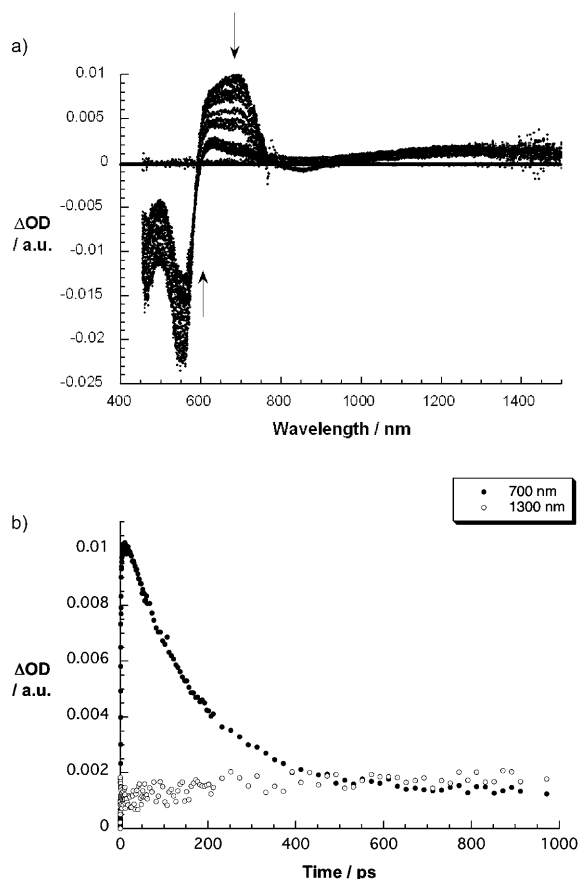 a)
0.01
0.005
0
-0.005
-0.01
-0.015
-0.02
-0.025
ΔOD
/ a.u.
400 600 800 1000 1200 1400
Wavelength / nm
700 nm
1300 nm
b)
0.01
0.008
0.006
0.004
0.002
0
ΔOD
/ a.u.
0 200 400 600 800 1000
Time / ps